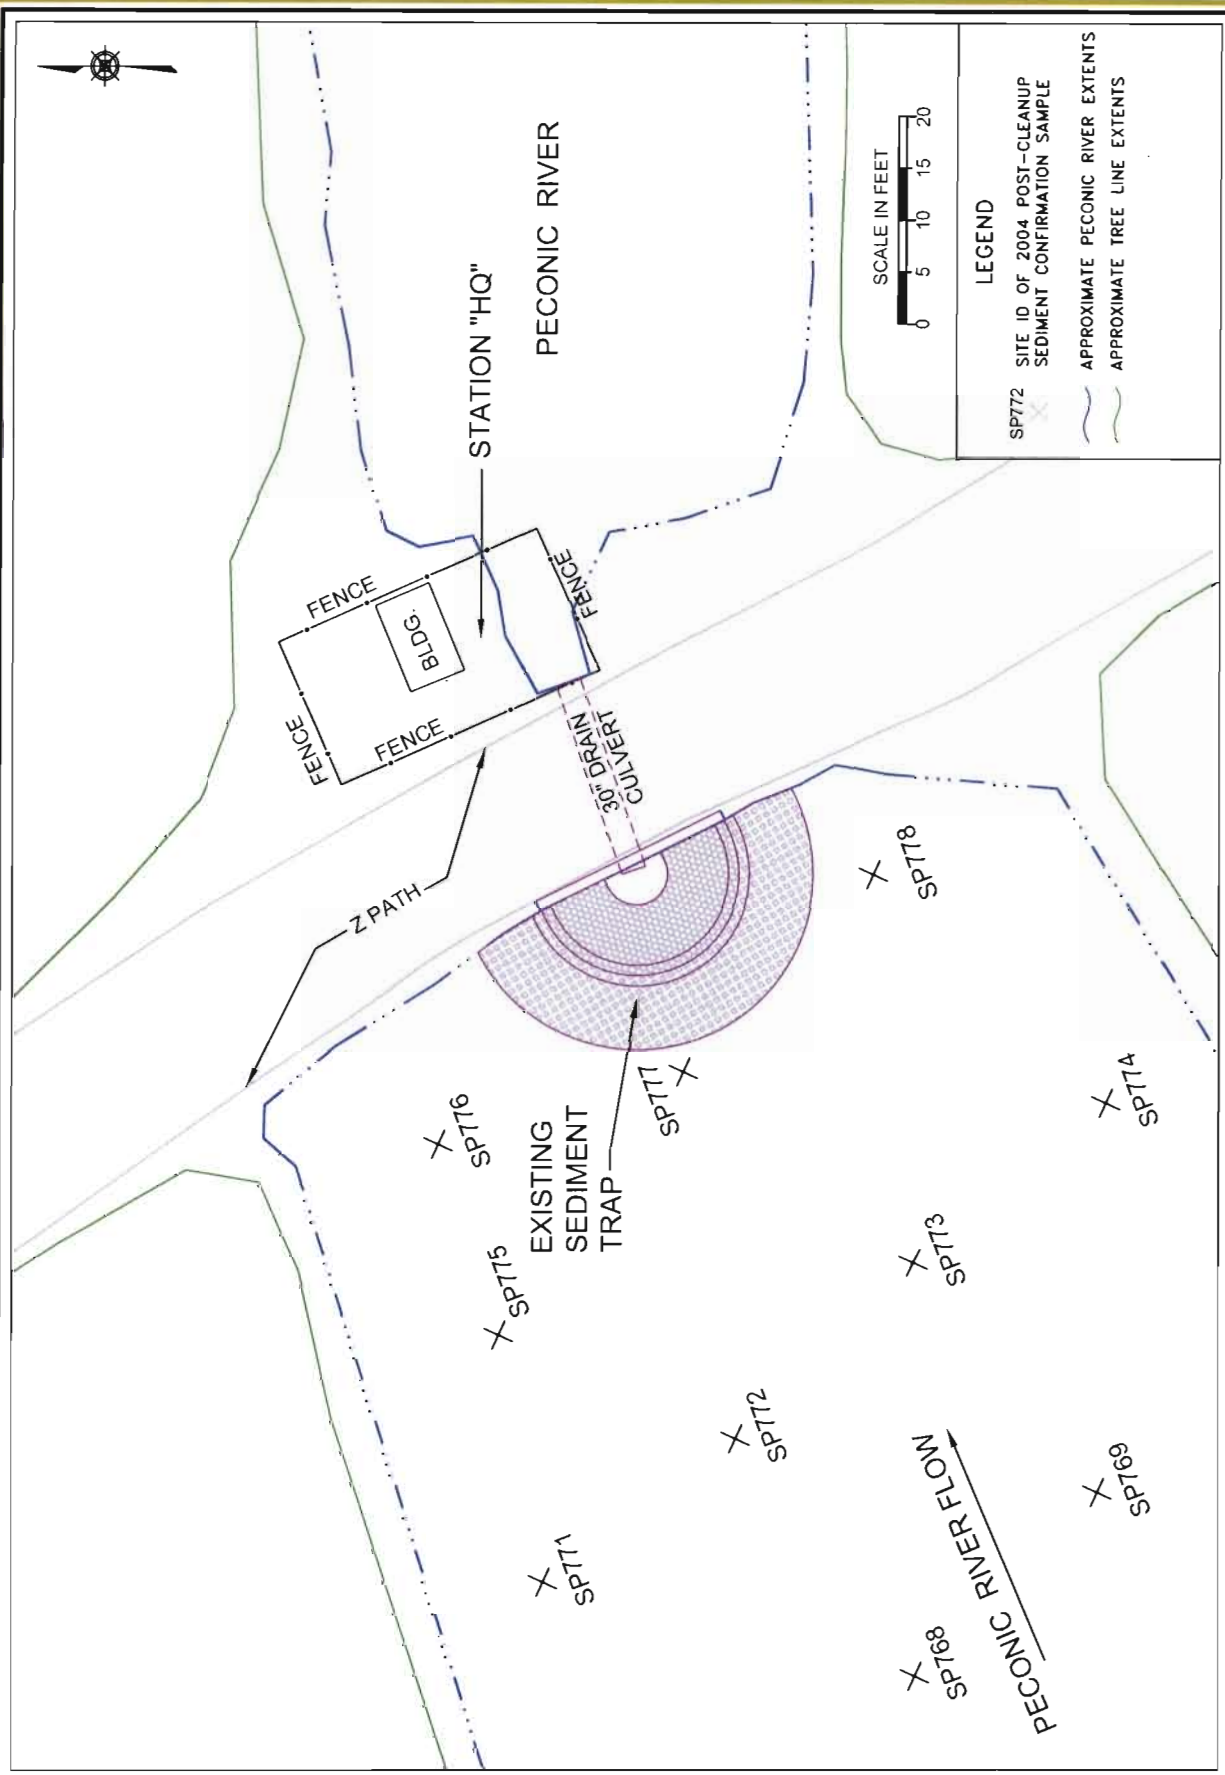 PECONIC RIVER
STATION "HQ"
FENCE
BLDG.
FENCE
FENCE
FENCE
30" DRAIN
CULVERT
Z PATH
EXISTING
SEDIMENT
TRAP
SP776
SP777
SP778
SP775
SP774
SP773
SP772
SP771
SP769
SP768
PECONIC RIVER FLOW
SCALE IN FEET
0 5 10 15 20
LEGEND
SP772 SITE ID OF 2004 POST-CLEANUP
SEDIMENT CONFIRMATION SAMPLE
APPROXIMATE PECONIC RIVER EXTENTS
APPROXIMATE TREE LINE EXTENTS